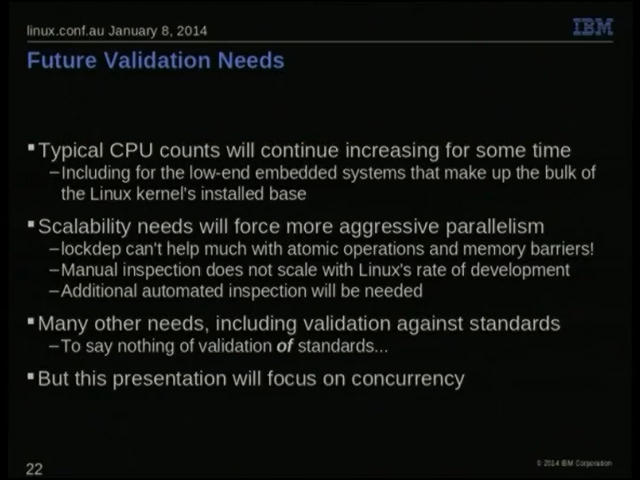 linux.conf.au January 8, 2014
IBM
Future Validation Needs
▪Typical CPU counts will continue increasing for some time
–Including for the low-end embedded systems that make up the bulk of
the Linux kernel's installed base
▪Scalability needs will force more aggressive parallelism
–lockdep can't help much with atomic operations and memory barriers!
–Manual inspection does not scale with Linux's rate of development
–Additional automated inspection will be needed
▪Many other needs, including validation against standards
–To say nothing of validation of standards...
▪But this presentation will focus on concurrency
22
© 2014 IBM Corporation